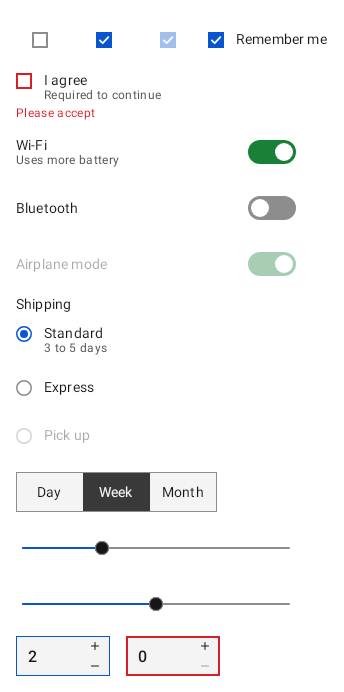 Remember me
I agree
Required to continue
Please accept
Wi-Fi
Uses more battery
Bluetooth
Airplane mode
Shipping
Standard
3 to 5 days
Express
Pick up
Day Week Month
2 + − 0 + −